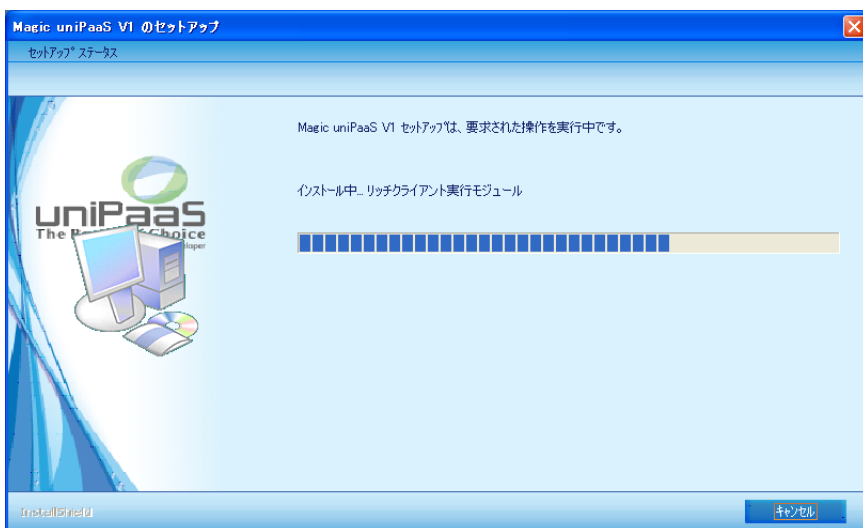 Magic uniPaaS V1 のセットアップ
セットアップ ステータス
Magic uniPaaS V1 セットアップは、要求された操作を実行中です。
インストール中... リッチクライアント実行モジュール
uniPaaS
The Choice
loper
InstallShield
キャンセル